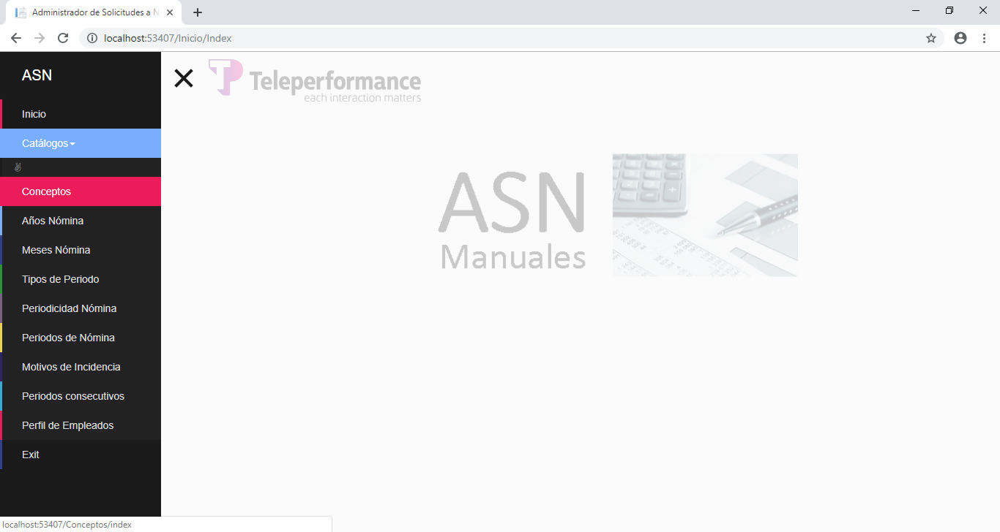 Administrador de Solicitudes a N
localhost:53407/Inicio/Index
ASN
Inicio
Catálogos
Conceptos
Años Nómina
Meses Nómina
Tipos de Periodo
Periodicidad Nómina
Periodos de Nómina
Motivos de Incidencia
Periodos consecutivos
Perfil de Empleados
Exit
TP
Teleperformance
each interaction matters
ASN
Manuales
localhost:53407/Conceptos/index